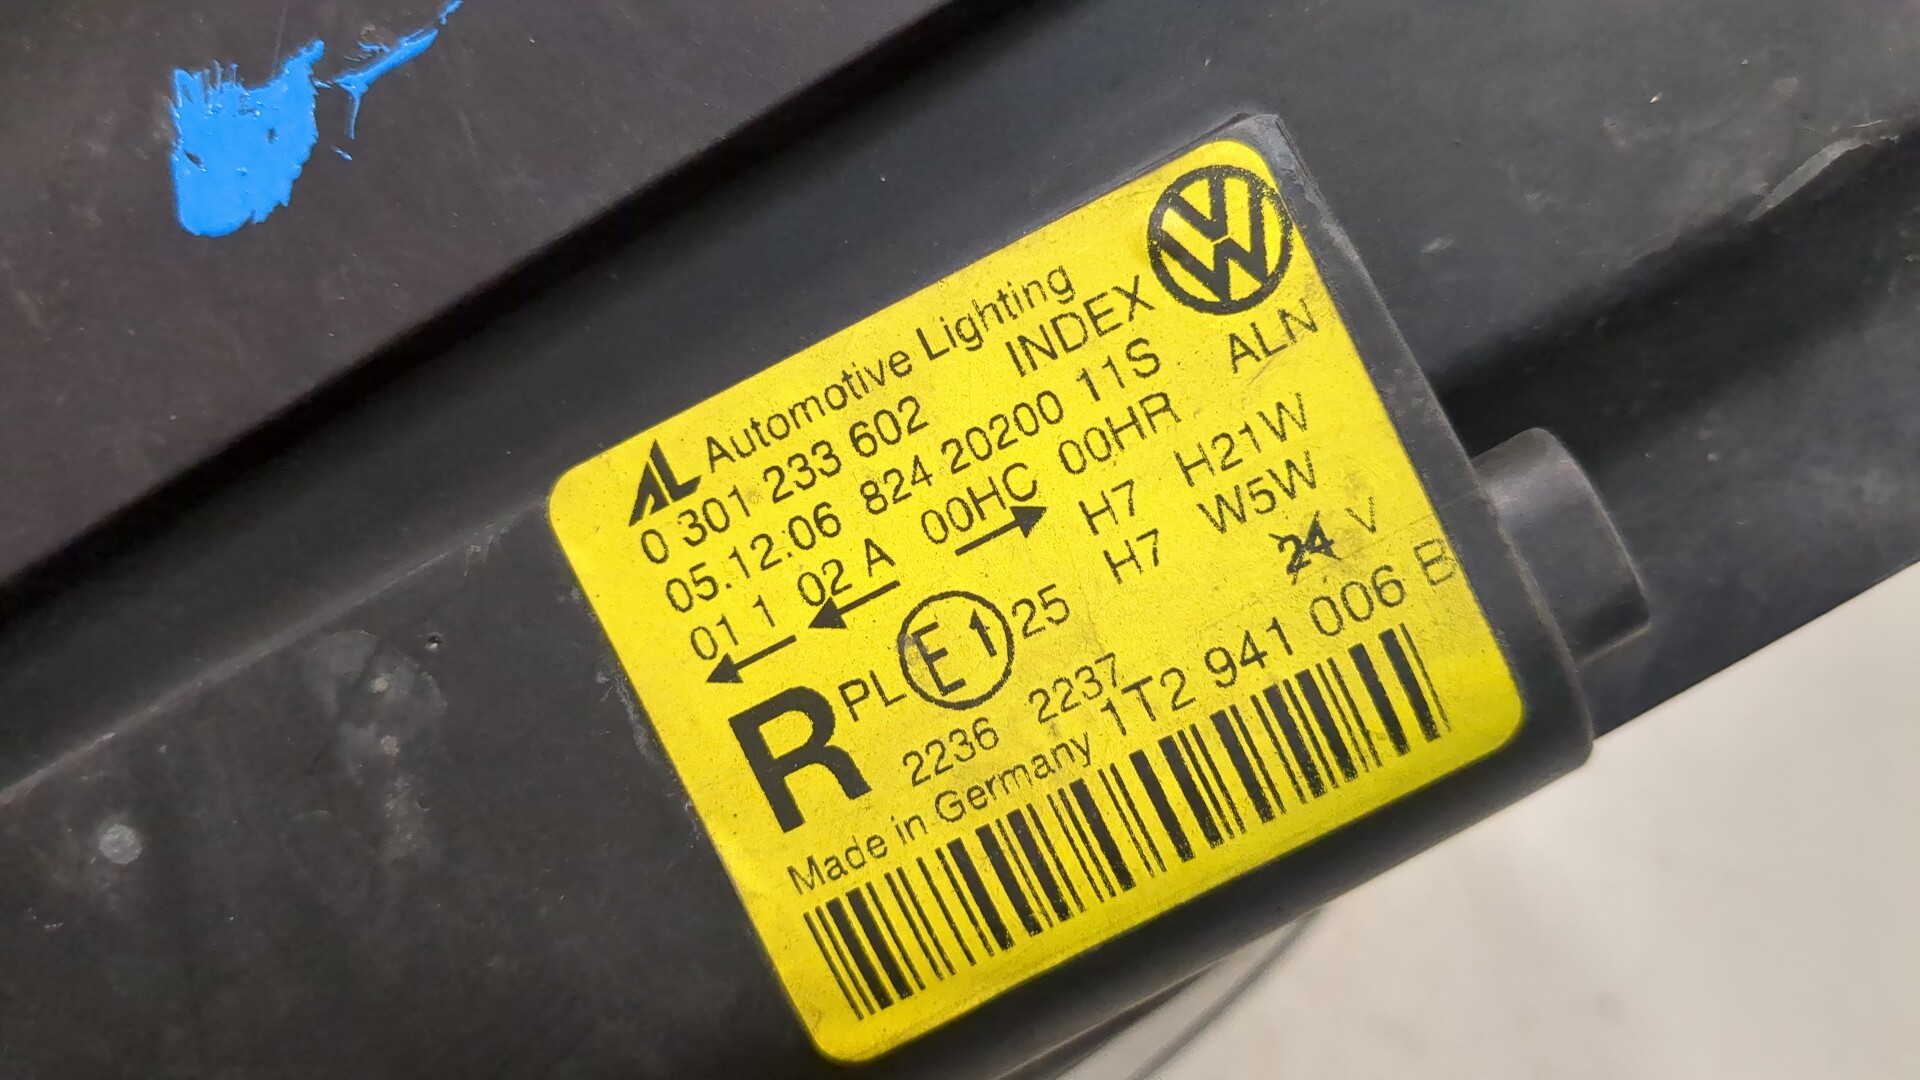 AL Automotive Lighting
0 301 233 602 INDEX
05.12.06 824 20200 11S ALN
01 1 02 A 00HC 00HR
H7 H21W
H7 W5W
R PL E1 25 24 V
2236 2237
Made in Germany 1T2 941 006 B